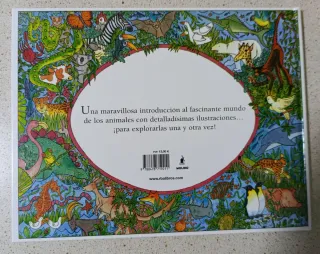 Una maravillosa introducción al fascinante mundo
de los animales con detalladísimas ilustraciones…
¡para explorarlas una y otra vez!